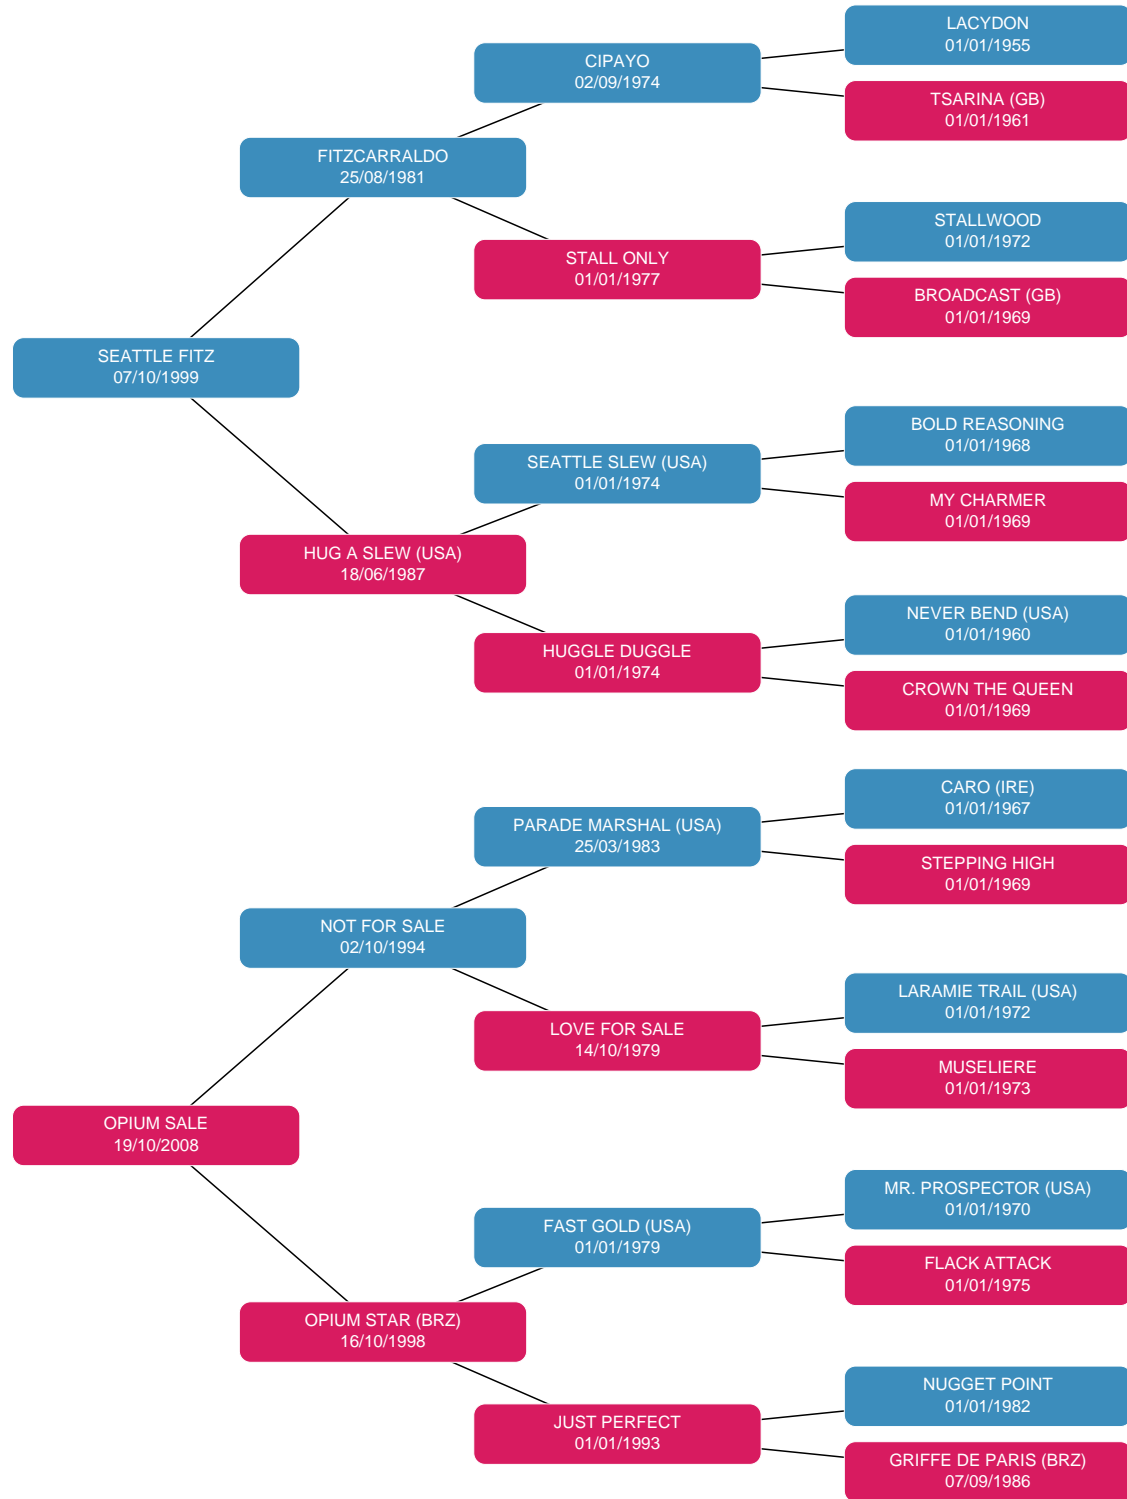 LACYDON
01/01/1955
CIPAYO
02/09/1974
TSARINA (GB)
01/01/1961
FITZCARRALDO
25/08/1981
STALLWOOD
01/01/1972
STALL ONLY
01/01/1977
BROADCAST (GB)
01/01/1969
SEATTLE FITZ
07/10/1999
BOLD REASONING
01/01/1968
SEATTLE SLEW (USA)
01/01/1974
MY CHARMER
01/01/1969
HUG A SLEW (USA)
18/06/1987
NEVER BEND (USA)
01/01/1960
HUGGLE DUGGLE
01/01/1974
CROWN THE QUEEN
01/01/1969
CARO (IRE)
01/01/1967
PARADE MARSHAL (USA)
25/03/1983
STEPPING HIGH
01/01/1969
NOT FOR SALE
02/10/1994
LARAMIE TRAIL (USA)
01/01/1972
LOVE FOR SALE
14/10/1979
MUSELIERE
01/01/1973
OPIUM SALE
19/10/2008
MR. PROSPECTOR (USA)
01/01/1970
FAST GOLD (USA)
01/01/1979
FLACK ATTACK
01/01/1975
OPIUM STAR (BRZ)
16/10/1998
NUGGET POINT
01/01/1982
JUST PERFECT
01/01/1993
GRIFFE DE PARIS (BRZ)
07/09/1986